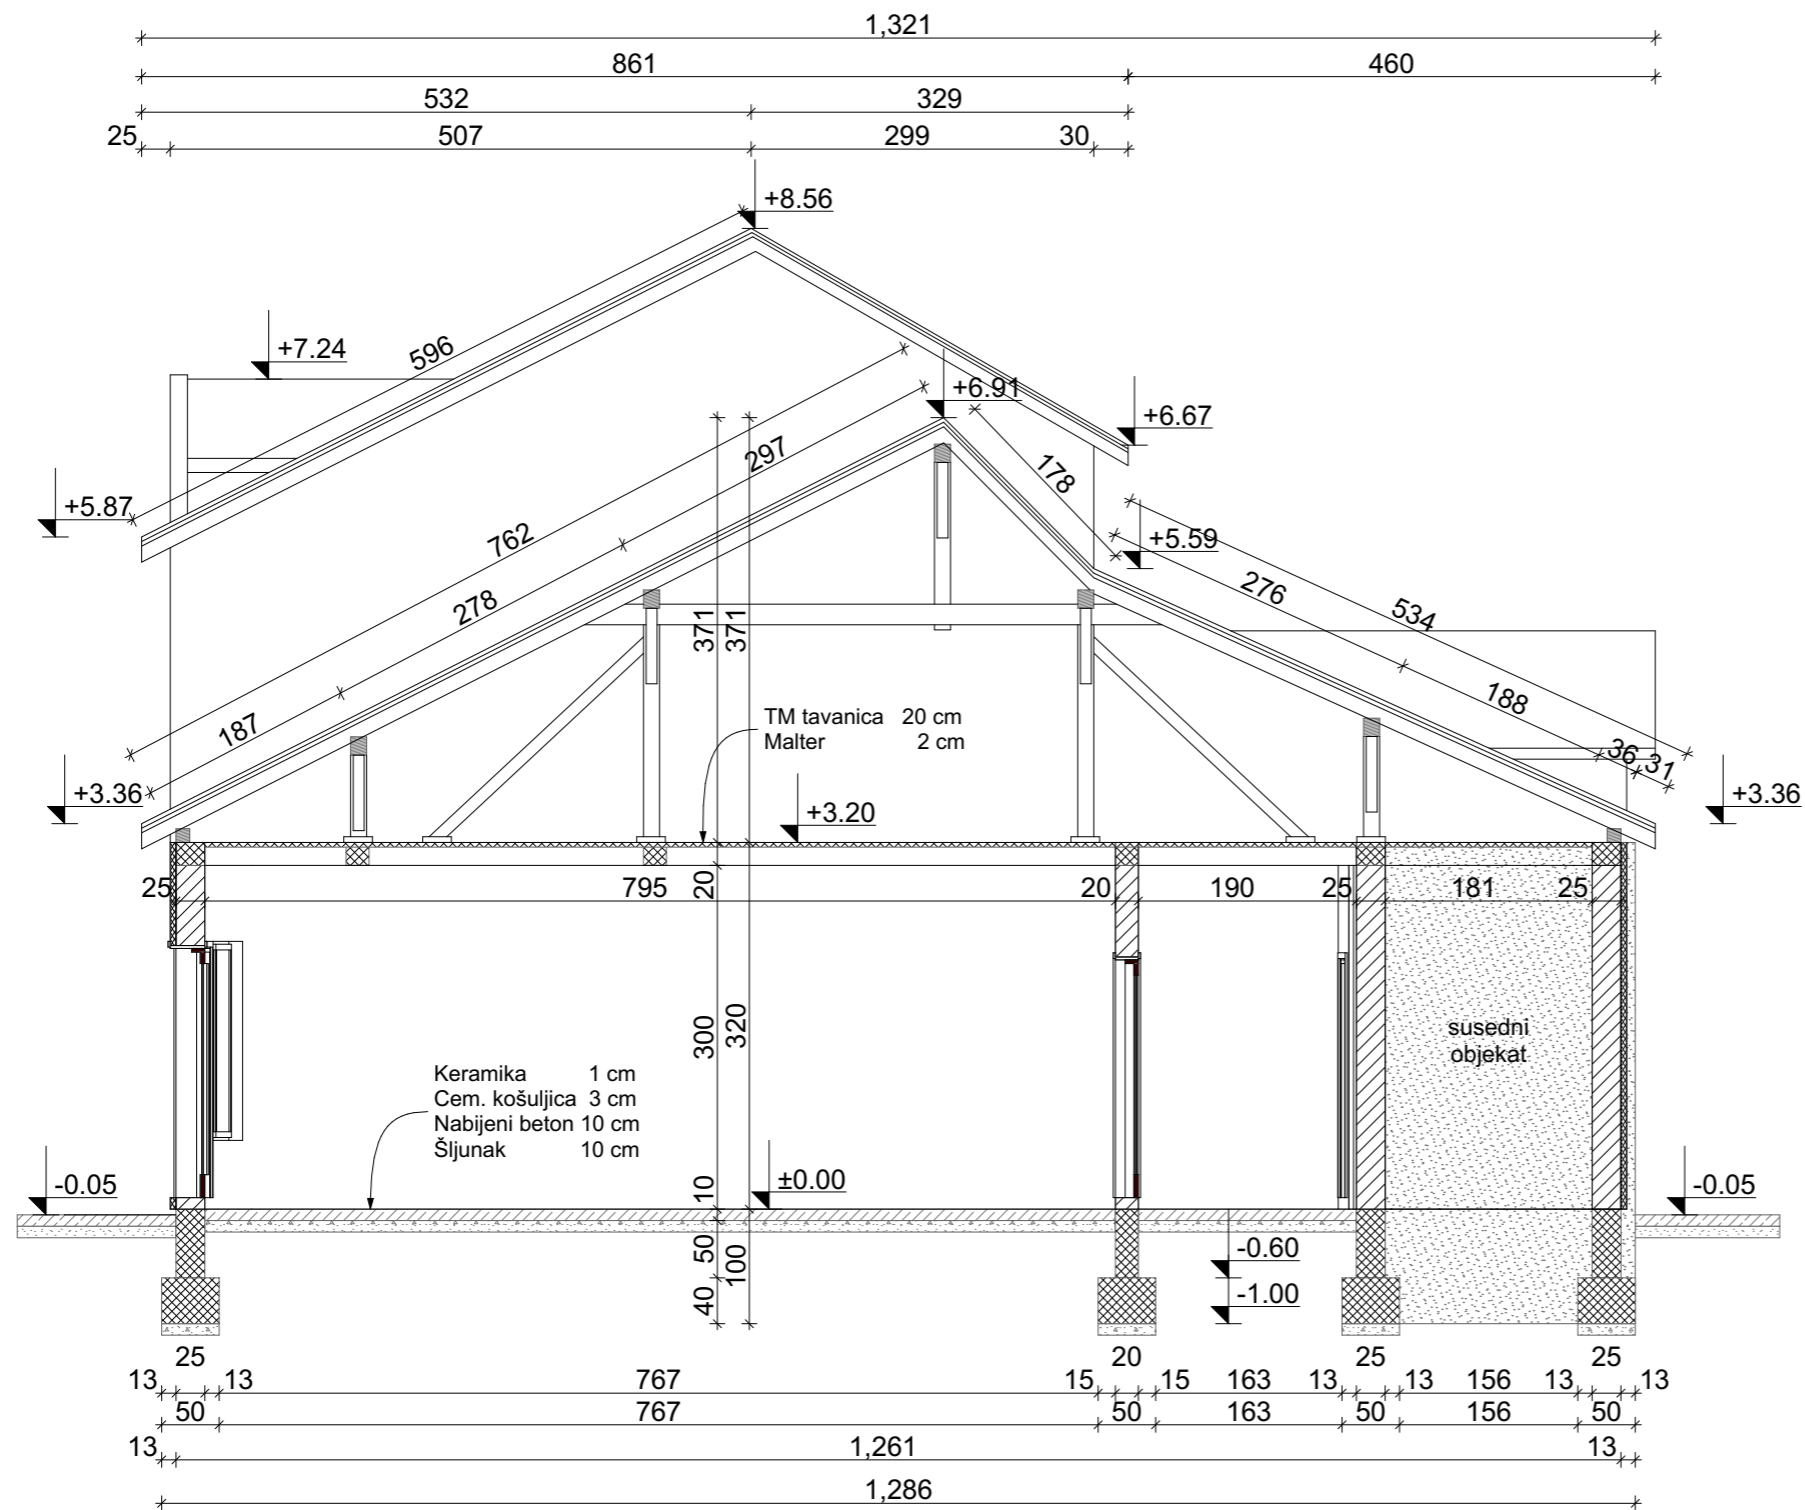 1,321
861 460
532 329
25 507 299 30
+8.56
+7.24
596
+6.91
+6.67
297
178
+5.87
762
+5.59
276
534
278
371 371
188
187
TM tavanica 20 cm
Malter 2 cm
36 31
+3.36
+3.20
+3.36
25 795 20 20 190 25 181 25
300 320
susedni
objekat
Keramika 1 cm
Cem. košuljica 3 cm
Nabijeni beton 10 cm
Šljunak 10 cm
-0.05
10
±0.00
-0.05
50 100
-0.60
40
-1.00
25 20 25 25
13 13 767 15 15 163 13 13 156 13 13
50 767 50 163 50 156 50
13 1,261 13
1,286